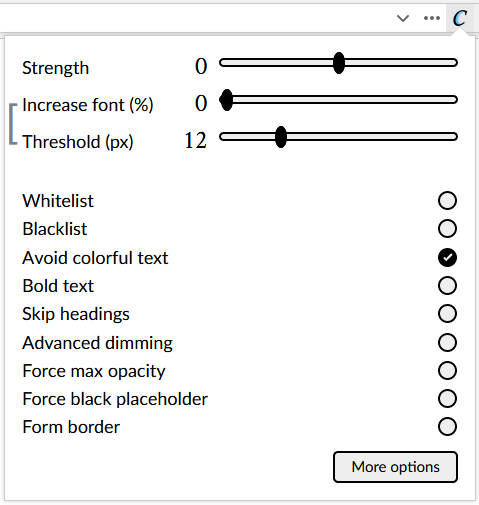 C
Strength 0
Increase font (%) 0
Threshold (px) 12
Whitelist
Blacklist
Avoid colorful text
Bold text
Skip headings
Advanced dimming
Force max opacity
Force black placeholder
Form border
More options